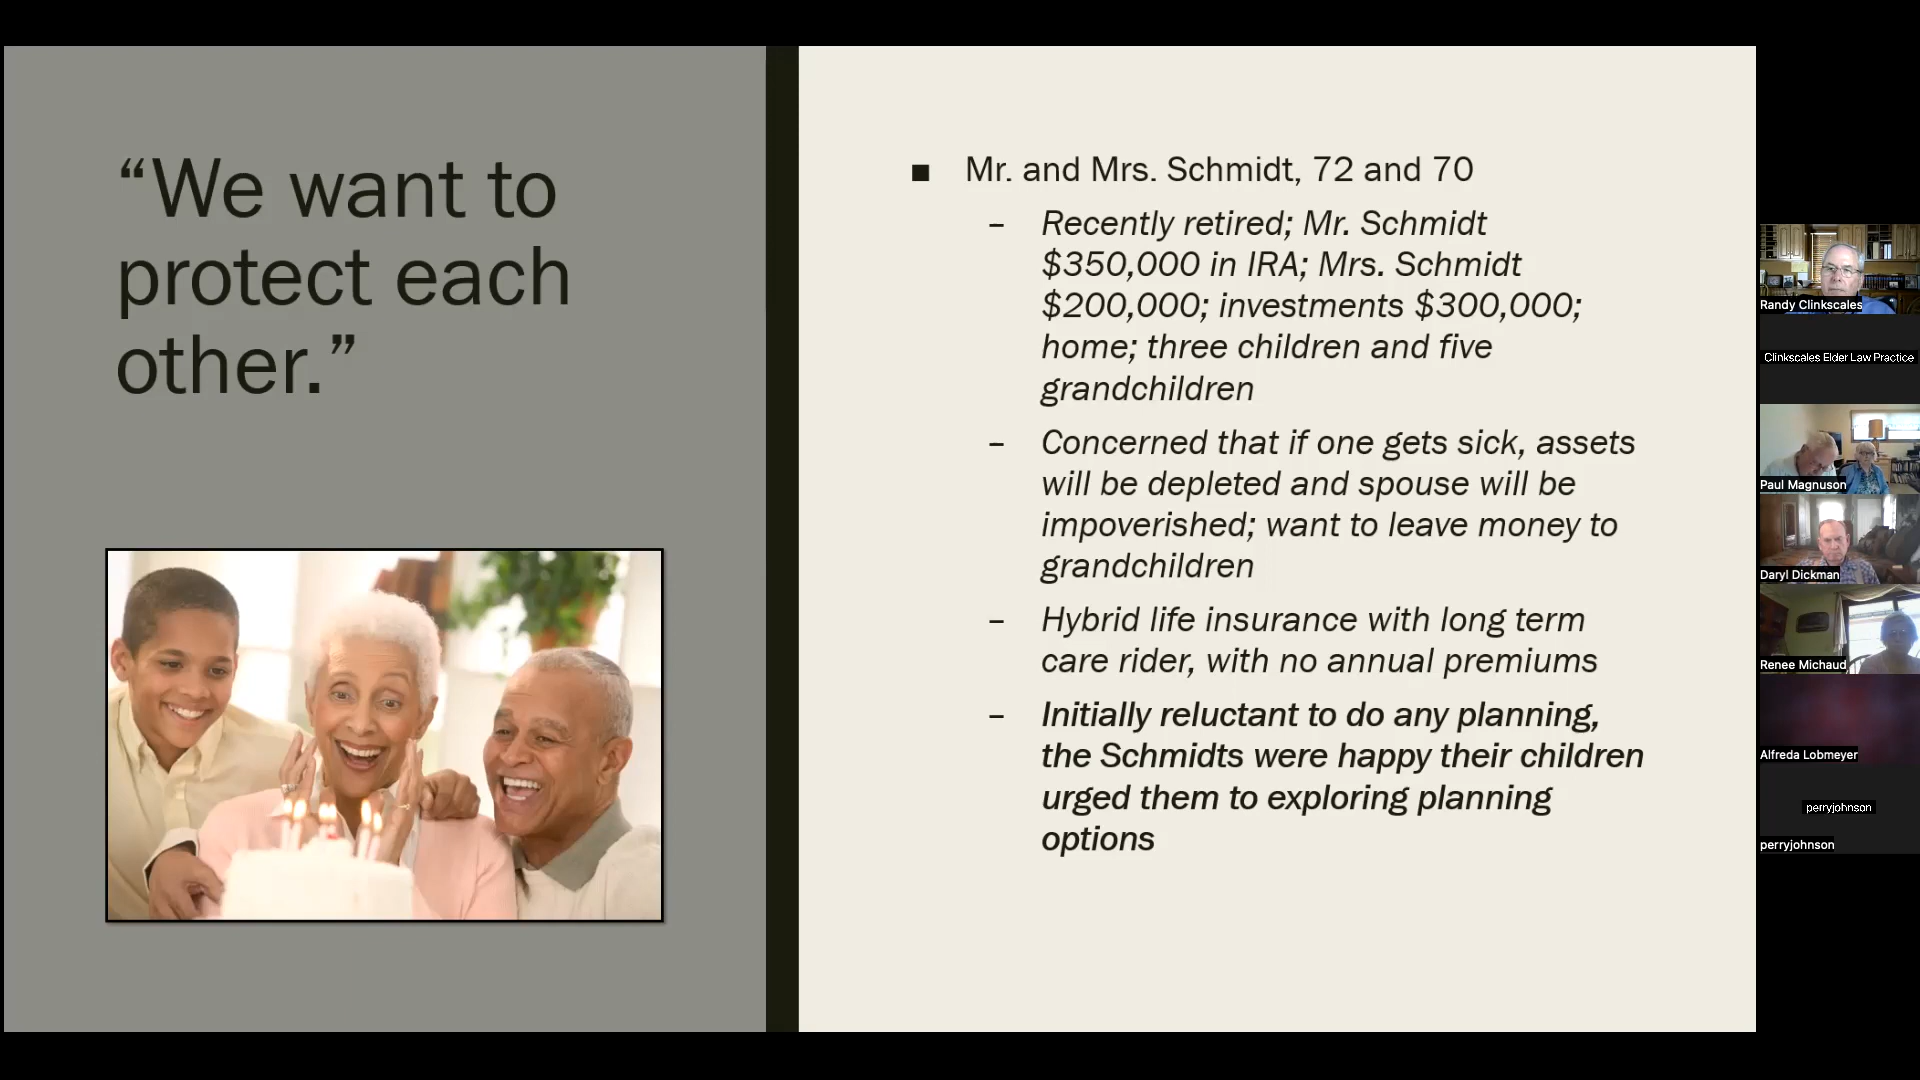 “We want to
protect each
other.”
■ Mr. and Mrs. Schmidt, 72 and 70
– Recently retired; Mr. Schmidt
$350,000 in IRA; Mrs. Schmidt
$200,000; investments $300,000;
home; three children and five
grandchildren
– Concerned that if one gets sick, assets
will be depleted and spouse will be
impoverished; want to leave money to
grandchildren
– Hybrid life insurance with long term
care rider, with no annual premiums
– Initially reluctant to do any planning,
the Schmidts were happy their children
urged them to exploring planning
options
Randy Clinkscales
Clinkscales Elder Law Practice
Paul Magnuson
Daryl Dickman
Renee Michaud
Alfreda Lobmeyer
perryjohnson
perryjohnson